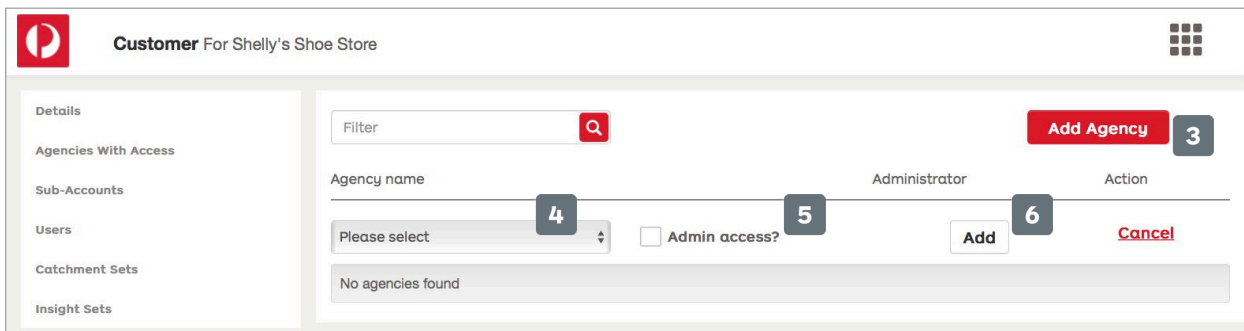 Customer For Shelly's Shoe Store
Details
Agencies With Access
Sub-Accounts
Users
Catchment Sets
Insight Sets
Filter
Add Agency 3
Agency name Administrator Action
Please select 4 Admin access? 5 Add 6 Cancel
No agencies found